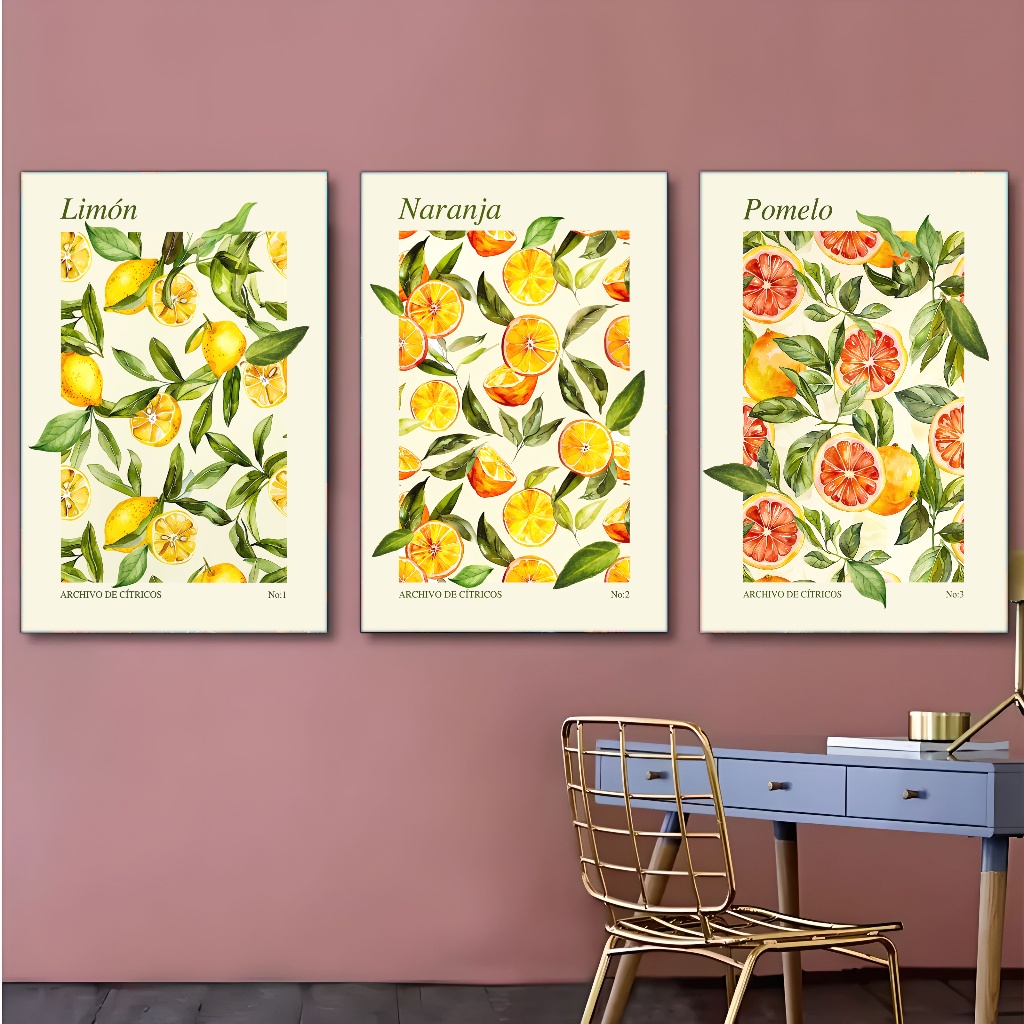 Limón
ARCHIVO DE CÍTRICOS No:1
Naranja
ARCHIVO DE CÍTRICOS No:2
Pomelo
ARCHIVO DE CÍTRICOS No:3